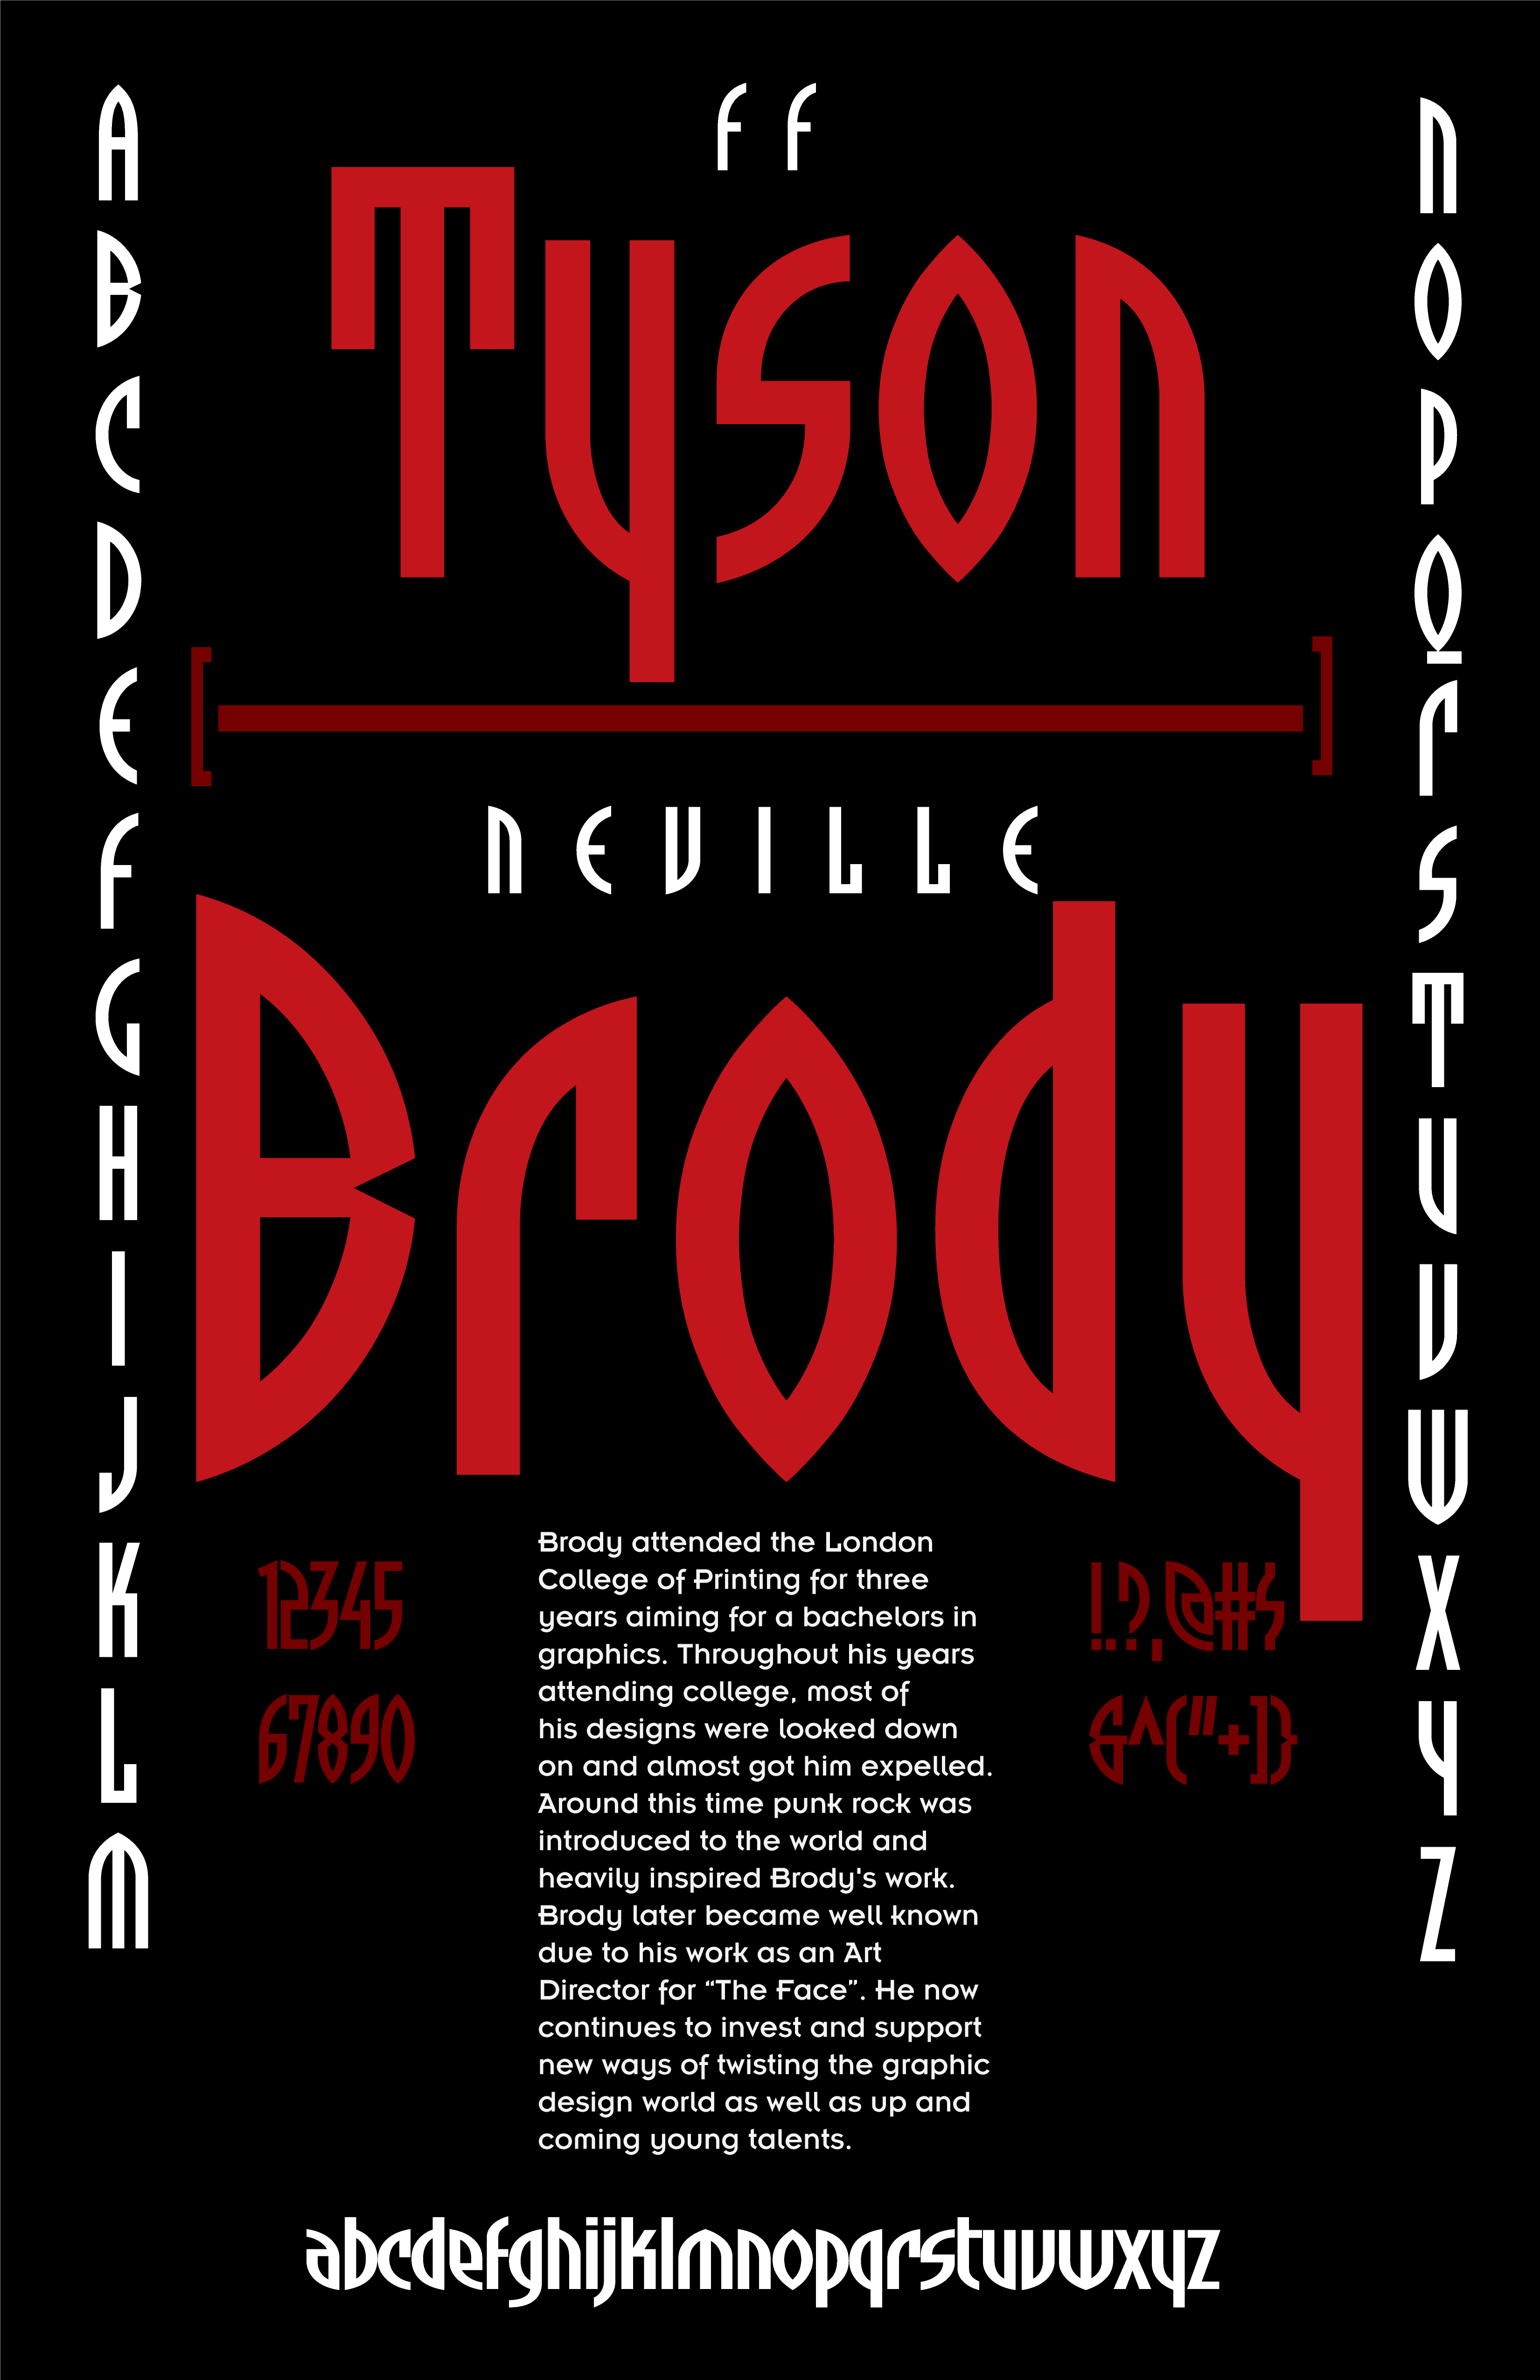 A
B
C
D
E
F
G
H
I
J
K
L
M
FF
Tyson
[ ]
NEVILLE
Brody
12345
67890
Brody attended the London
College of Printing for three
years aiming for a bachelors in
graphics. Throughout his years
attending college, most of
his designs were looked down
on and almost got him expelled.
Around this time punk rock was
introduced to the world and
heavily inspired Brody's work.
Brody later became well known
due to his work as an Art
Director for “The Face”. He now
continues to invest and support
new ways of twisting the graphic
design world as well as up and
coming young talents.
!.?.,@#$
&^("+]}
N
O
P
Q
r
S
T
U
V
W
X
Y
Z
abcdefghijklmnopqrstuvwxyz